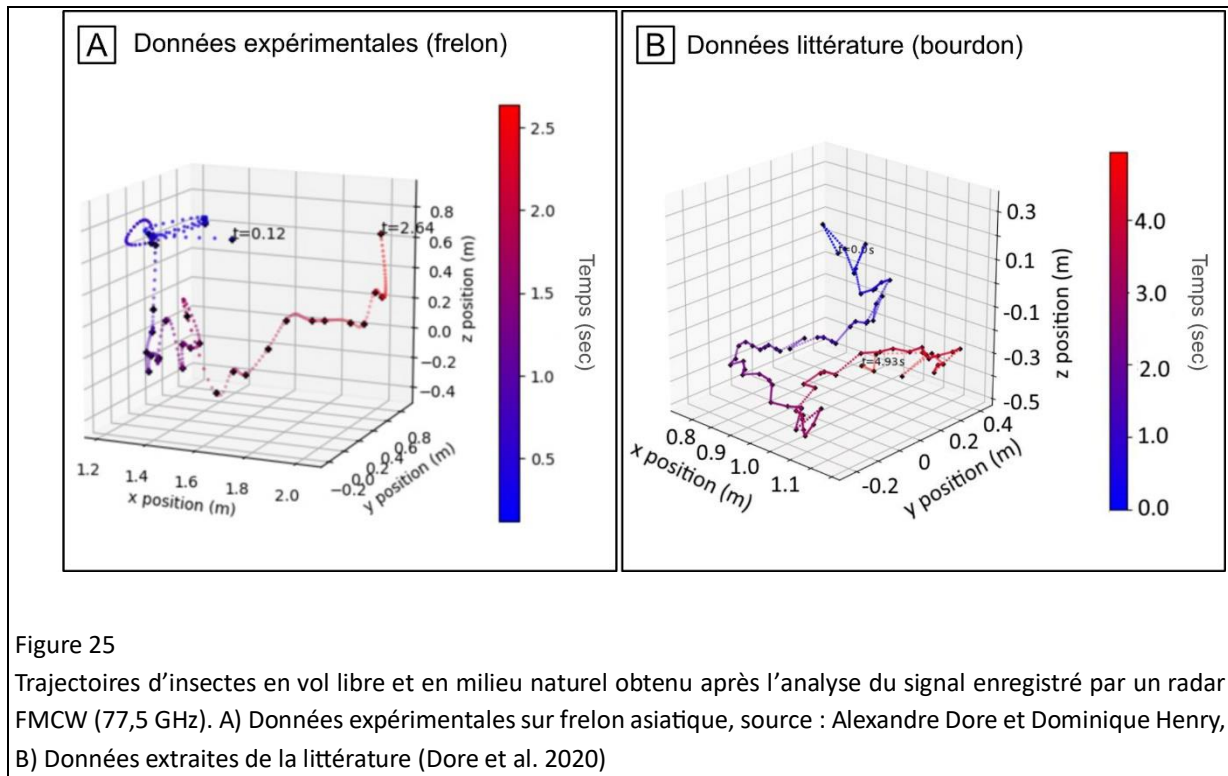 A Données expérimentales (frelon)
t=0.12
t=2.64
0.8
0.6
0.4
0.2
0.0
−0.2
−0.4
z position (m)
1.2
1.4
1.6
1.8
2.0
x position (m)
−0.20.0.20.4.60.8
y position (m)
2.5
2.0
1.5
1.0
0.5
Temps (sec)
B Données littérature (bourdon)
t=4.93s
0.3
0.1
-0.1
-0.3
-0.5
z position (m)
0.8
0.9
1.0
1.1
x position (m)
-0.2
0
0.2
0.4
y position (m)
4.0
3.0
2.0
1.0
0.0
Temps (sec)
Figure 25
Trajectoires d’insectes en vol libre et en milieu naturel obtenu après l’analyse du signal enregistré par un radar
FMCW (77,5 GHz). A) Données expérimentales sur frelon asiatique, source : Alexandre Dore et Dominique Henry,
B) Données extraites de la littérature (Dore et al. 2020)